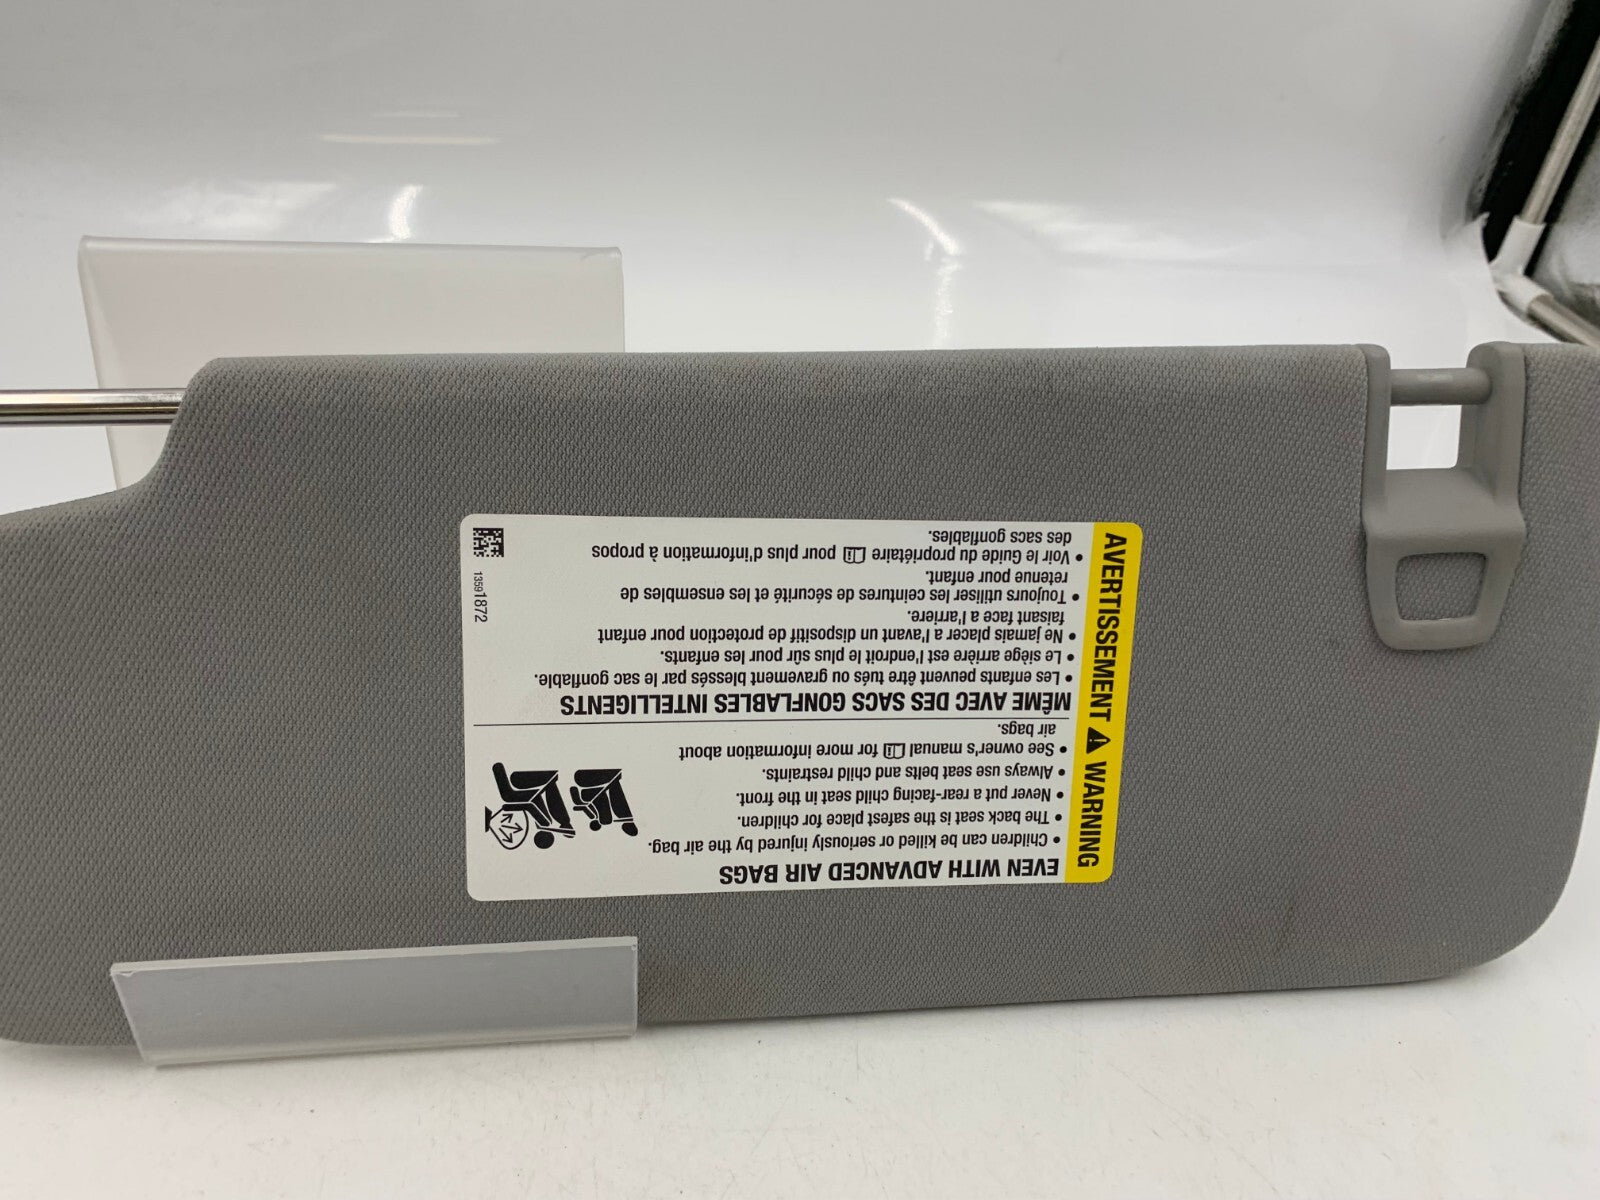 WARNING
AVERTISSEMENT
EVEN WITH ADVANCED AIR BAGS
• Children can be killed or seriously injured by the air bag.
• The back seat is the safest place for children.
• Never put a rear-facing child seat in the front.
• Always use seat belts and child restraints.
• See owner's manual for more information about
air bags.
MÊME AVEC DES SACS GONFLABLES INTELLIGENTS
• Les enfants peuvent être tués ou gravement blessés par le sac gonflable.
• Le siège arrière est l'endroit le plus sûr pour les enfants.
• Ne jamais placer a l'avant un dispositif de protection pour enfant
faisant face a l'arriere.
• Toujours utiliser les ceintures de sécurité et les ensembles de
retenue pour enfant.
• Voir le Guide du propriétaire pour plus d'information à propos
des sacs gonflables.
13591872